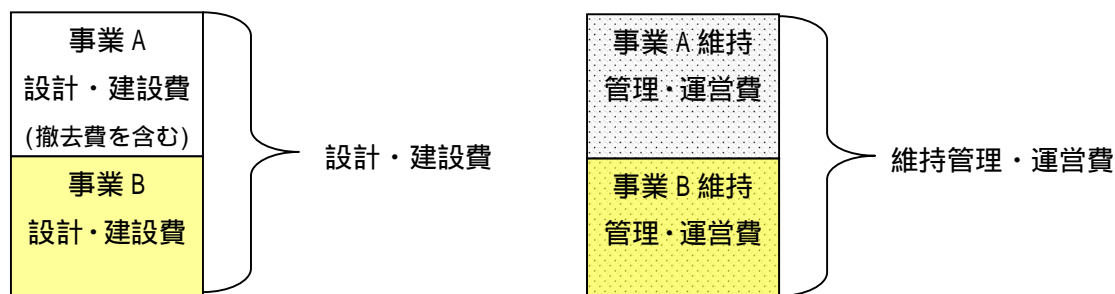 事業 A
設計・建設費
(撤去費を含む)
事業 B
設計・建設費
設計・建設費
事業 A 維持
管理・運営費
事業 B 維持
管理・運営費
維持管理・運営費